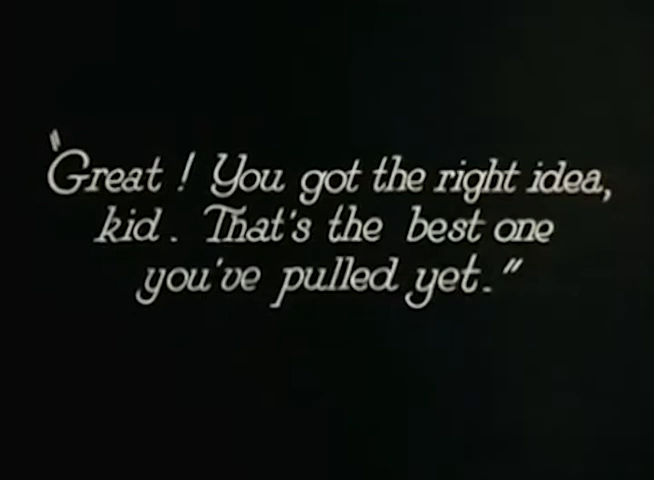 "Great! You got the right idea,
kid. That's the best one
you've pulled yet."